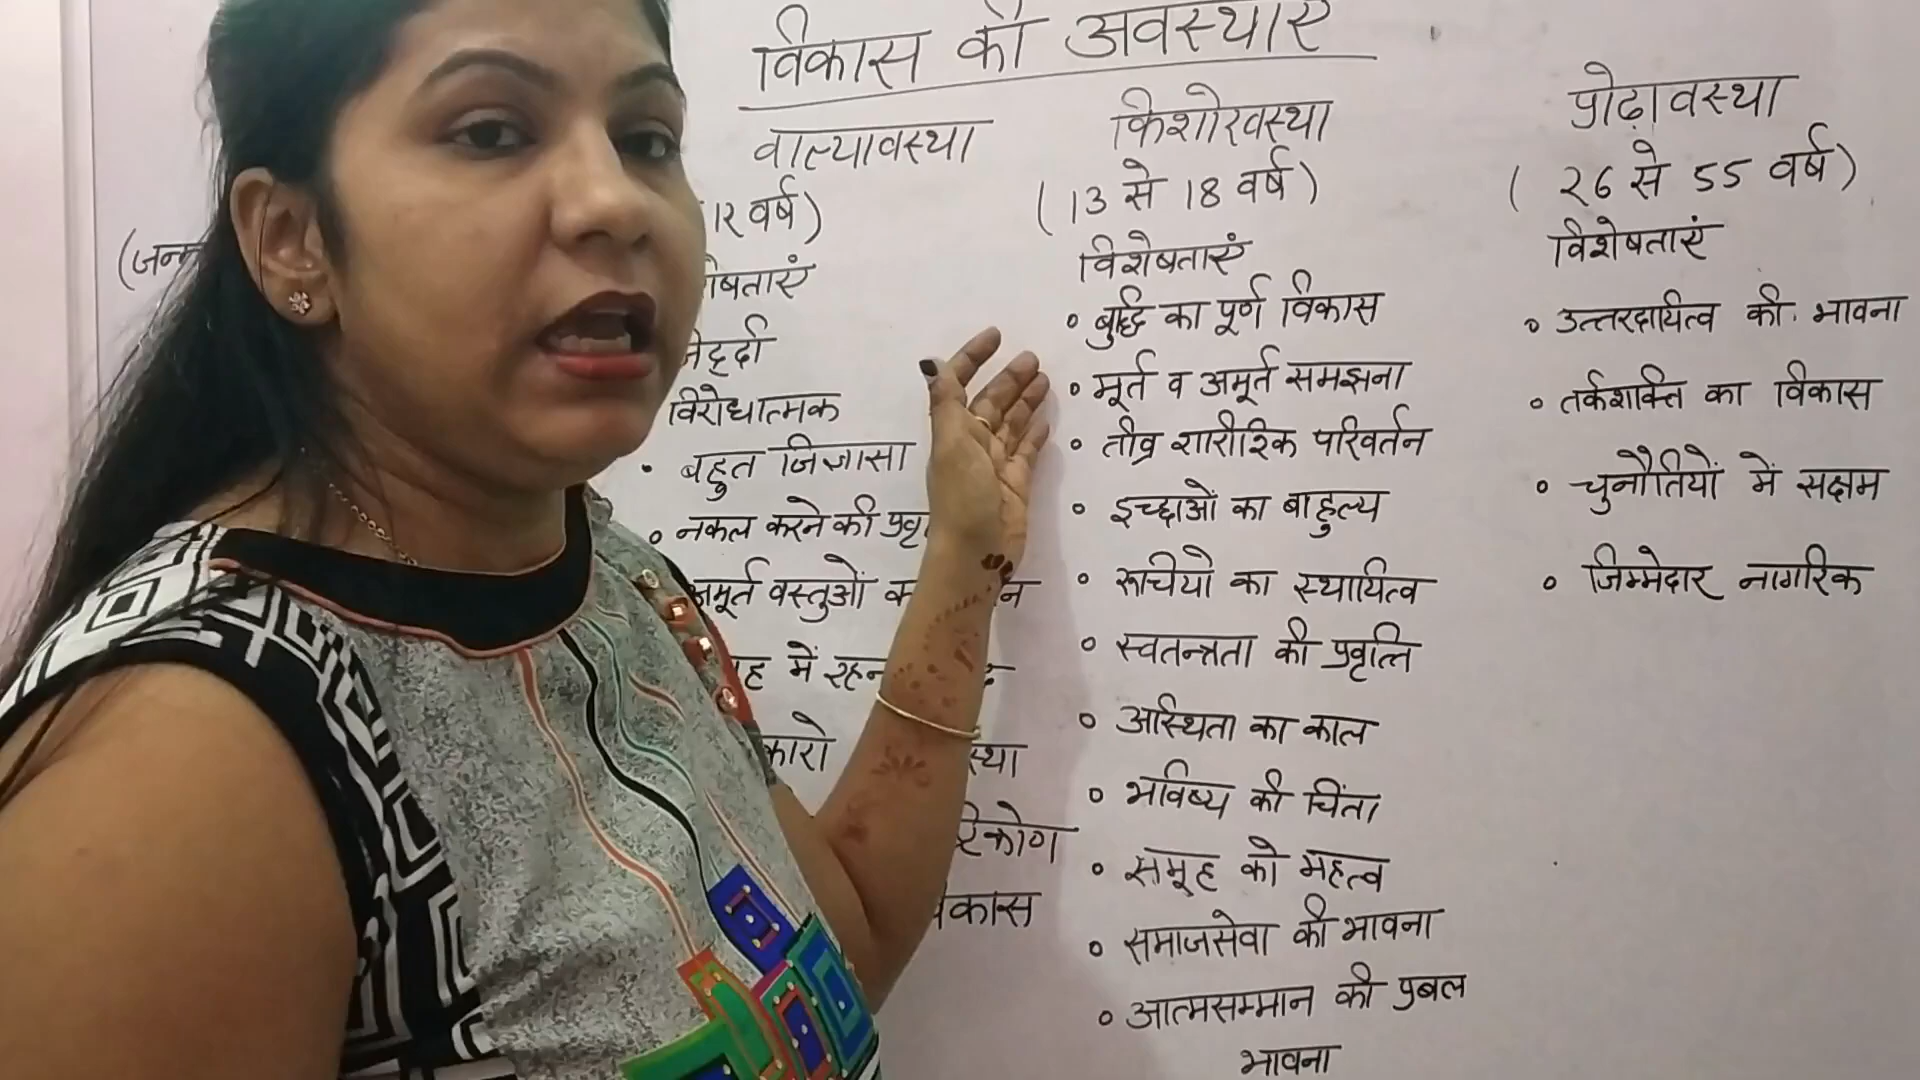 विकास की अवस्थाएं
वाल्यावस्था
(जन्म
12 वर्ष)
विरोधात्मक
• बहुत जिज्ञासा
• नकल करने की
वस्तुओं
में
कारो
किशोरवस्था
(13 से 18 वर्ष)
विशेषताएं
• बुद्धि का पूर्ण विकास
• मूर्त व अमूर्त समझना
• तीव्र शारीरिक परिवर्तन
• इच्छाओं का बाहुल्य
• रूचियो का स्थायित्व
• स्वतन्त्रता की प्रवृत्ति
• अस्थिता का काल
• भविष्य की चिंता
• समूह को महत्व
• समाजसेवा की भावना
• आत्मसम्मान की प्रबल
भावना
प्रोढ़ावस्था
( 26 से 55 वर्ष)
विशेषताएं
• उत्तरदायित्व की भावना
• तर्कशक्ति का विकास
• चुनौतियों में सक्षम
• जिम्मेदार नागरिक